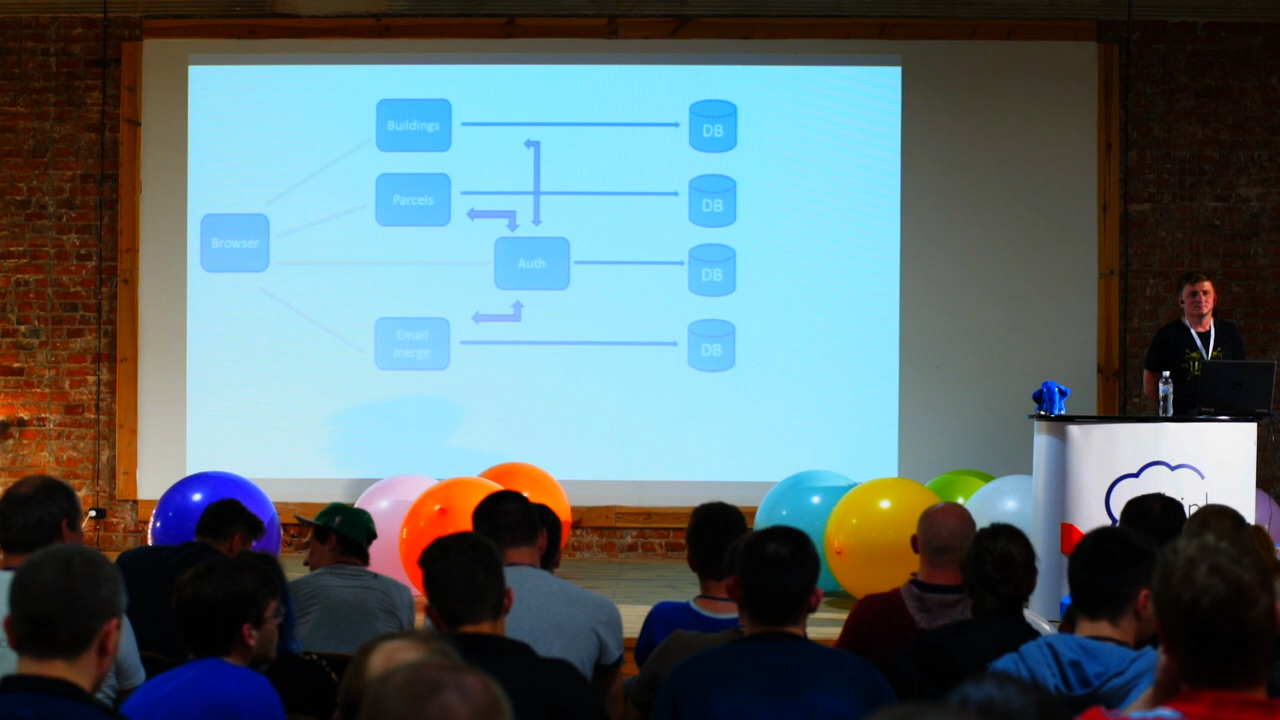 Buildings
DB
Parcels
DB
Browser
Auth
DB
Email
merge
DB